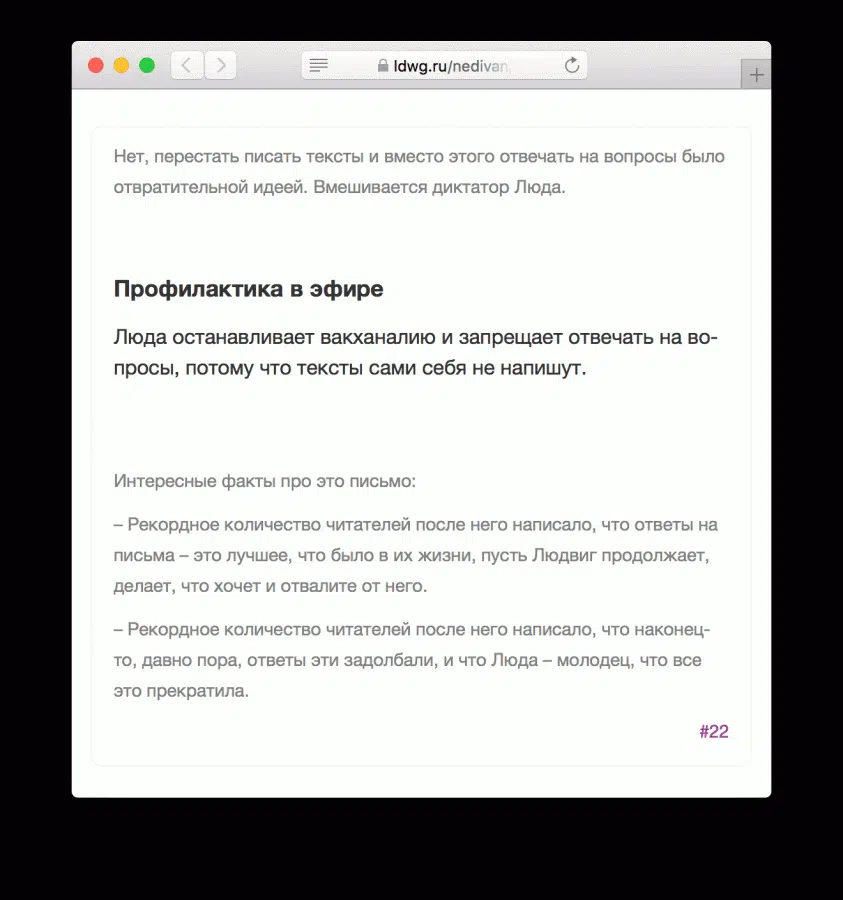 ldwg.ru/nedivan
Нет, перестать писать тексты и вместо этого отвечать на вопросы было
отвратительной идеей. Вмешивается диктатор Люда.
Профилактика в эфире
Люда останавливает вакханалию и запрещает отвечать на во-
просы, потому что тексты сами себя не напишут.
Интересные факты про это письмо:
– Рекордное количество читателей после него написало, что ответы на
письма – это лучшее, что было в их жизни, пусть Людвиг продолжает,
делает, что хочет и отвалите от него.
– Рекордное количество читателей после него написало, что наконец-
то, давно пора, ответы эти задолбали, и что Люда – молодец, что все
это прекратила.
#22